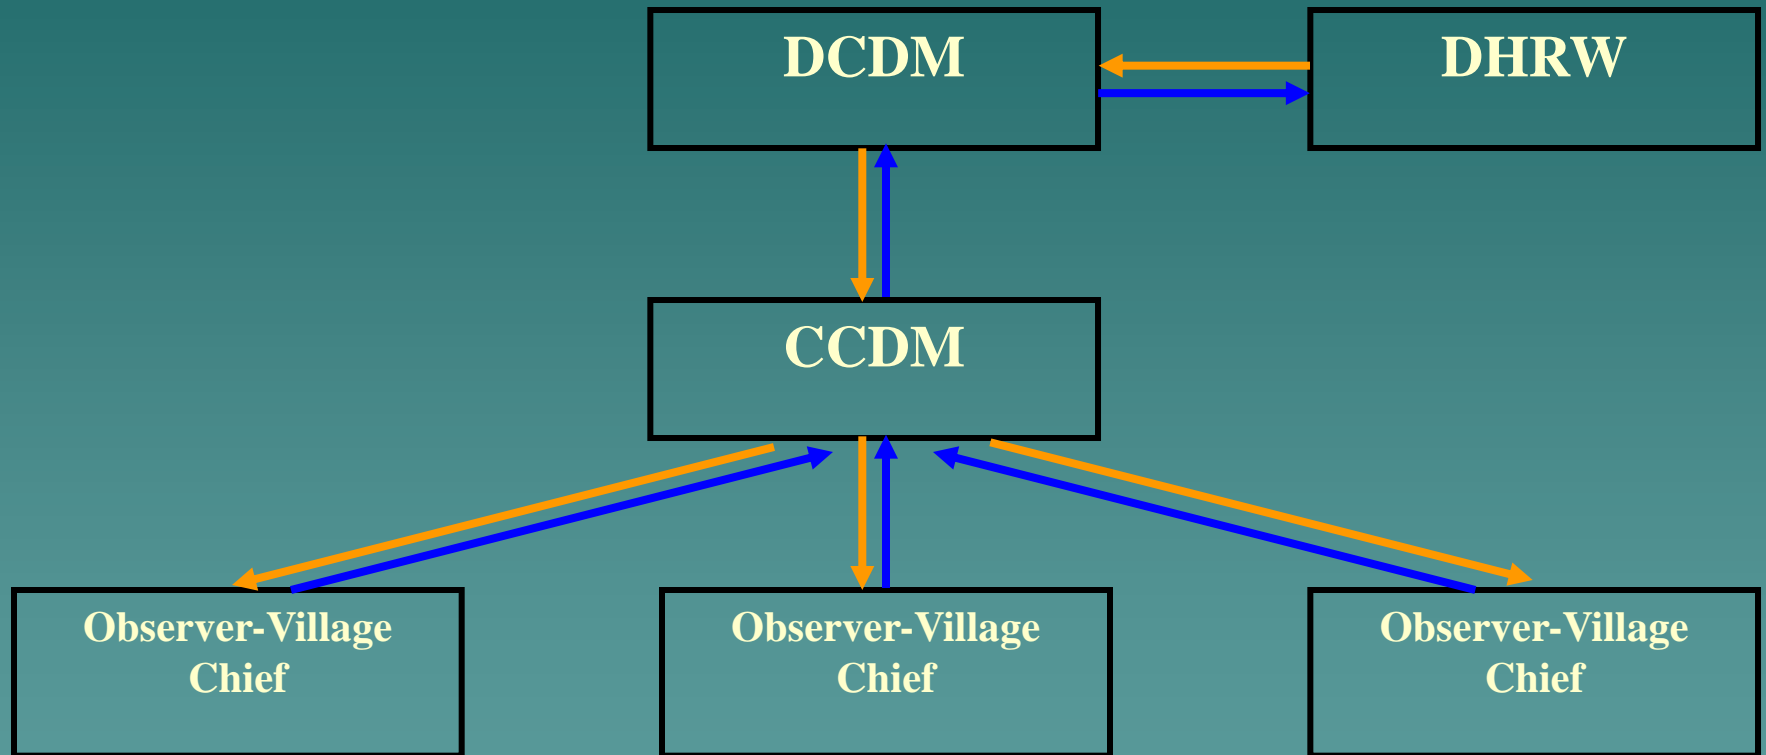 DCDM
DHRW
CCDM
Observer-Village
Chief
Observer-Village
Chief
Observer-Village
Chief